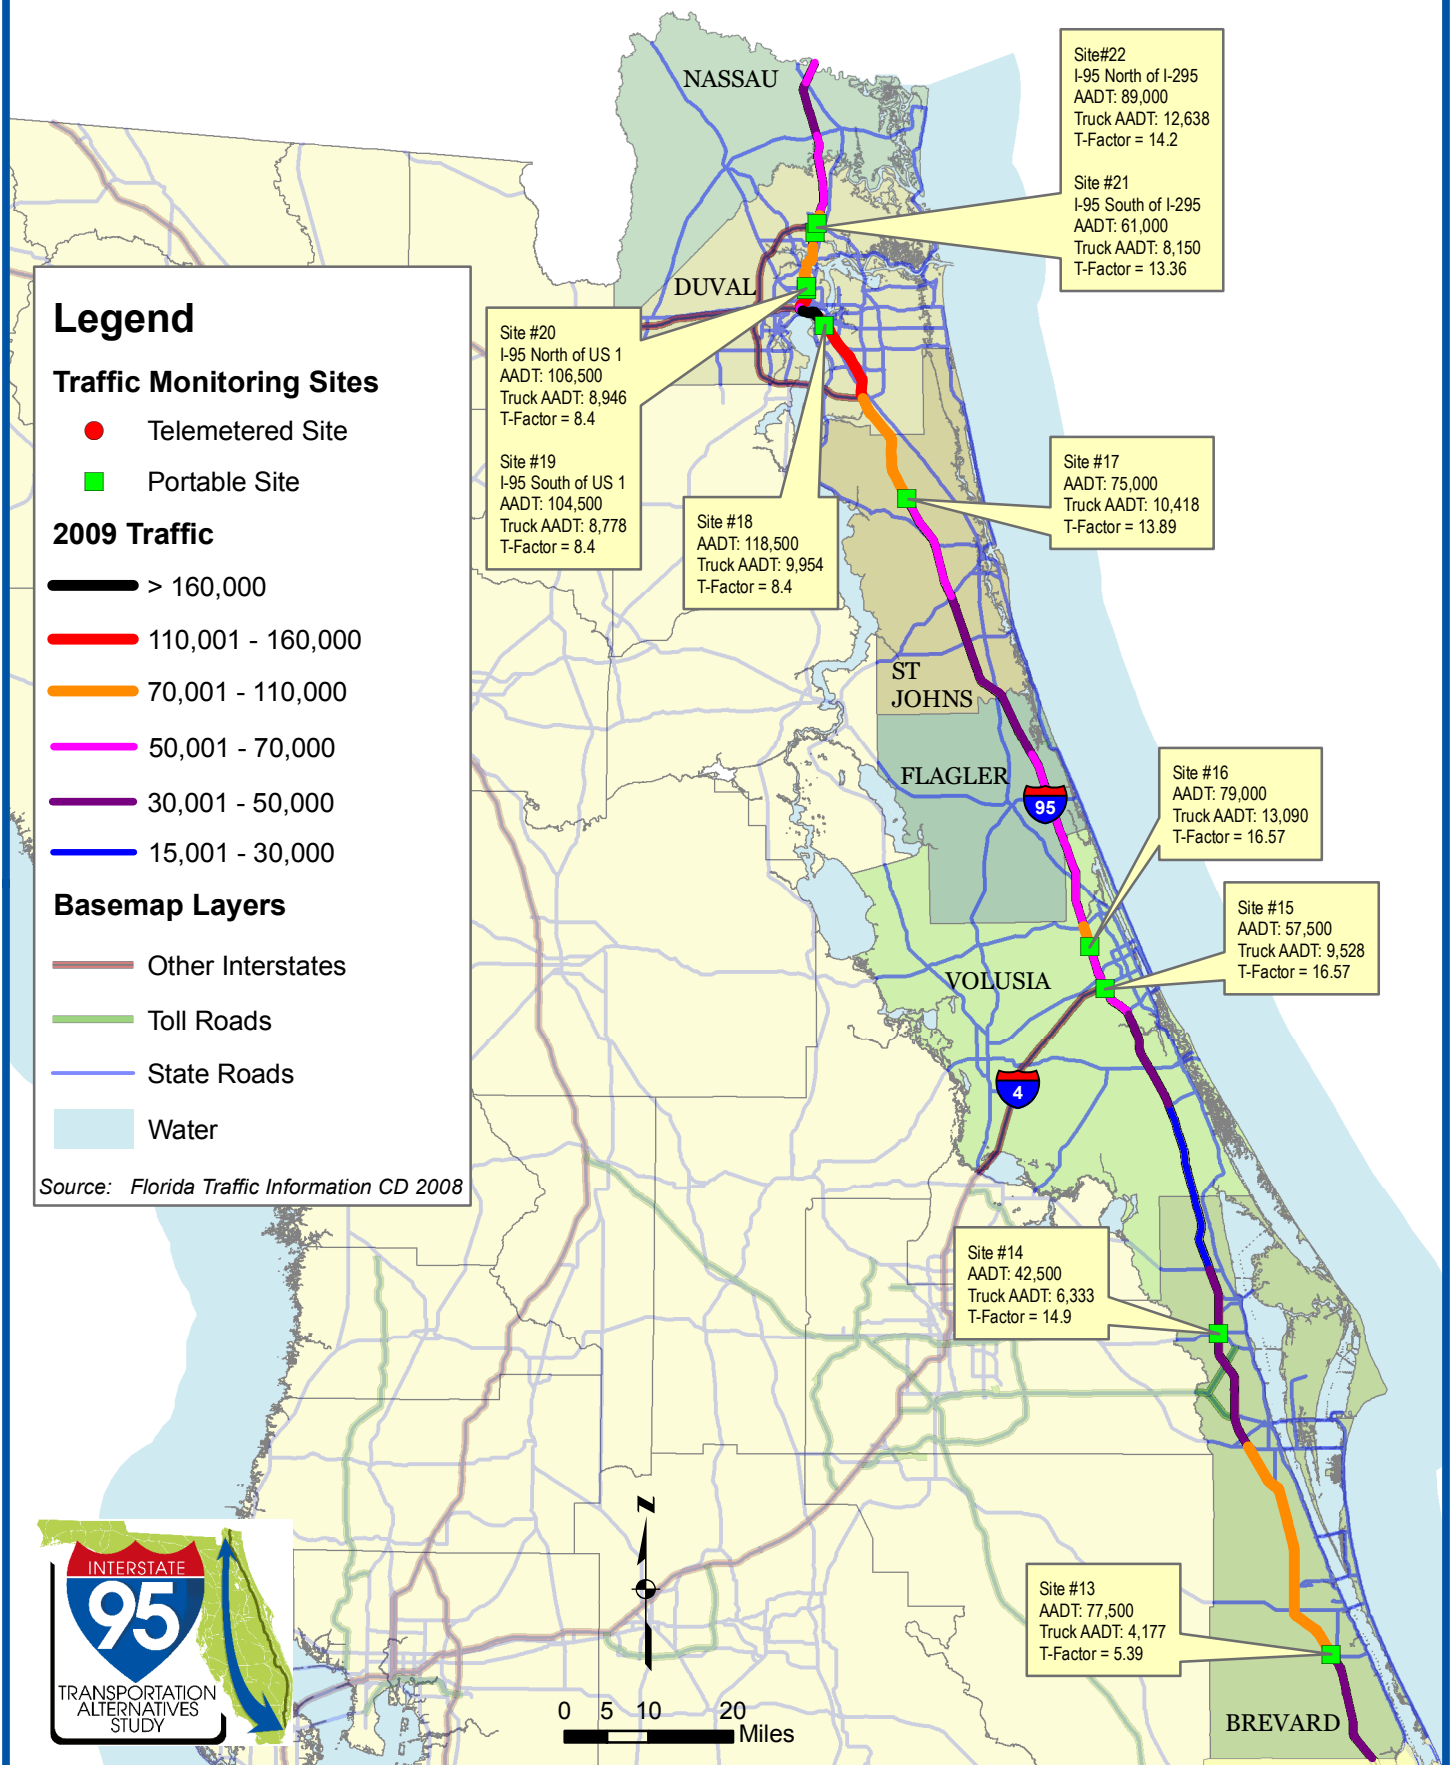 NASSAU
Site#22
I-95 North of I-295
AADT: 89,000
Truck AADT: 12,638
T-Factor = 14.2
Site #21
I-95 South of I-295
AADT: 61,000
Truck AADT: 8,150
T-Factor = 13.36
DUVAL
Legend
Traffic Monitoring Sites
Telemetered Site
Portable Site
2009 Traffic
> 160,000
110,001 - 160,000
70,001 - 110,000
50,001 - 70,000
30,001 - 50,000
15,001 - 30,000
Basemap Layers
Other Interstates
Toll Roads
State Roads
Water
Source: Florida Traffic Information CD 2008
Site #20
I-95 North of US 1
AADT: 106,500
Truck AADT: 8,946
T-Factor = 8.4
Site #19
I-95 South of US 1
AADT: 104,500
Truck AADT: 8,778
T-Factor = 8.4
Site #18
AADT: 118,500
Truck AADT: 9,954
T-Factor = 8.4
Site #17
AADT: 75,000
Truck AADT: 10,418
T-Factor = 13.89
ST
JOHNS
FLAGLER
95
Site #16
AADT: 79,000
Truck AADT: 13,090
T-Factor = 16.57
Site #15
AADT: 57,500
Truck AADT: 9,528
T-Factor = 16.57
VOLUSIA
4
Site #14
AADT: 42,500
Truck AADT: 6,333
T-Factor = 14.9
Site #13
AADT: 77,500
Truck AADT: 4,177
T-Factor = 5.39
BREVARD
N
0 5 10 20
Miles
INTERSTATE
95
TRANSPORTATION
ALTERNATIVES
STUDY